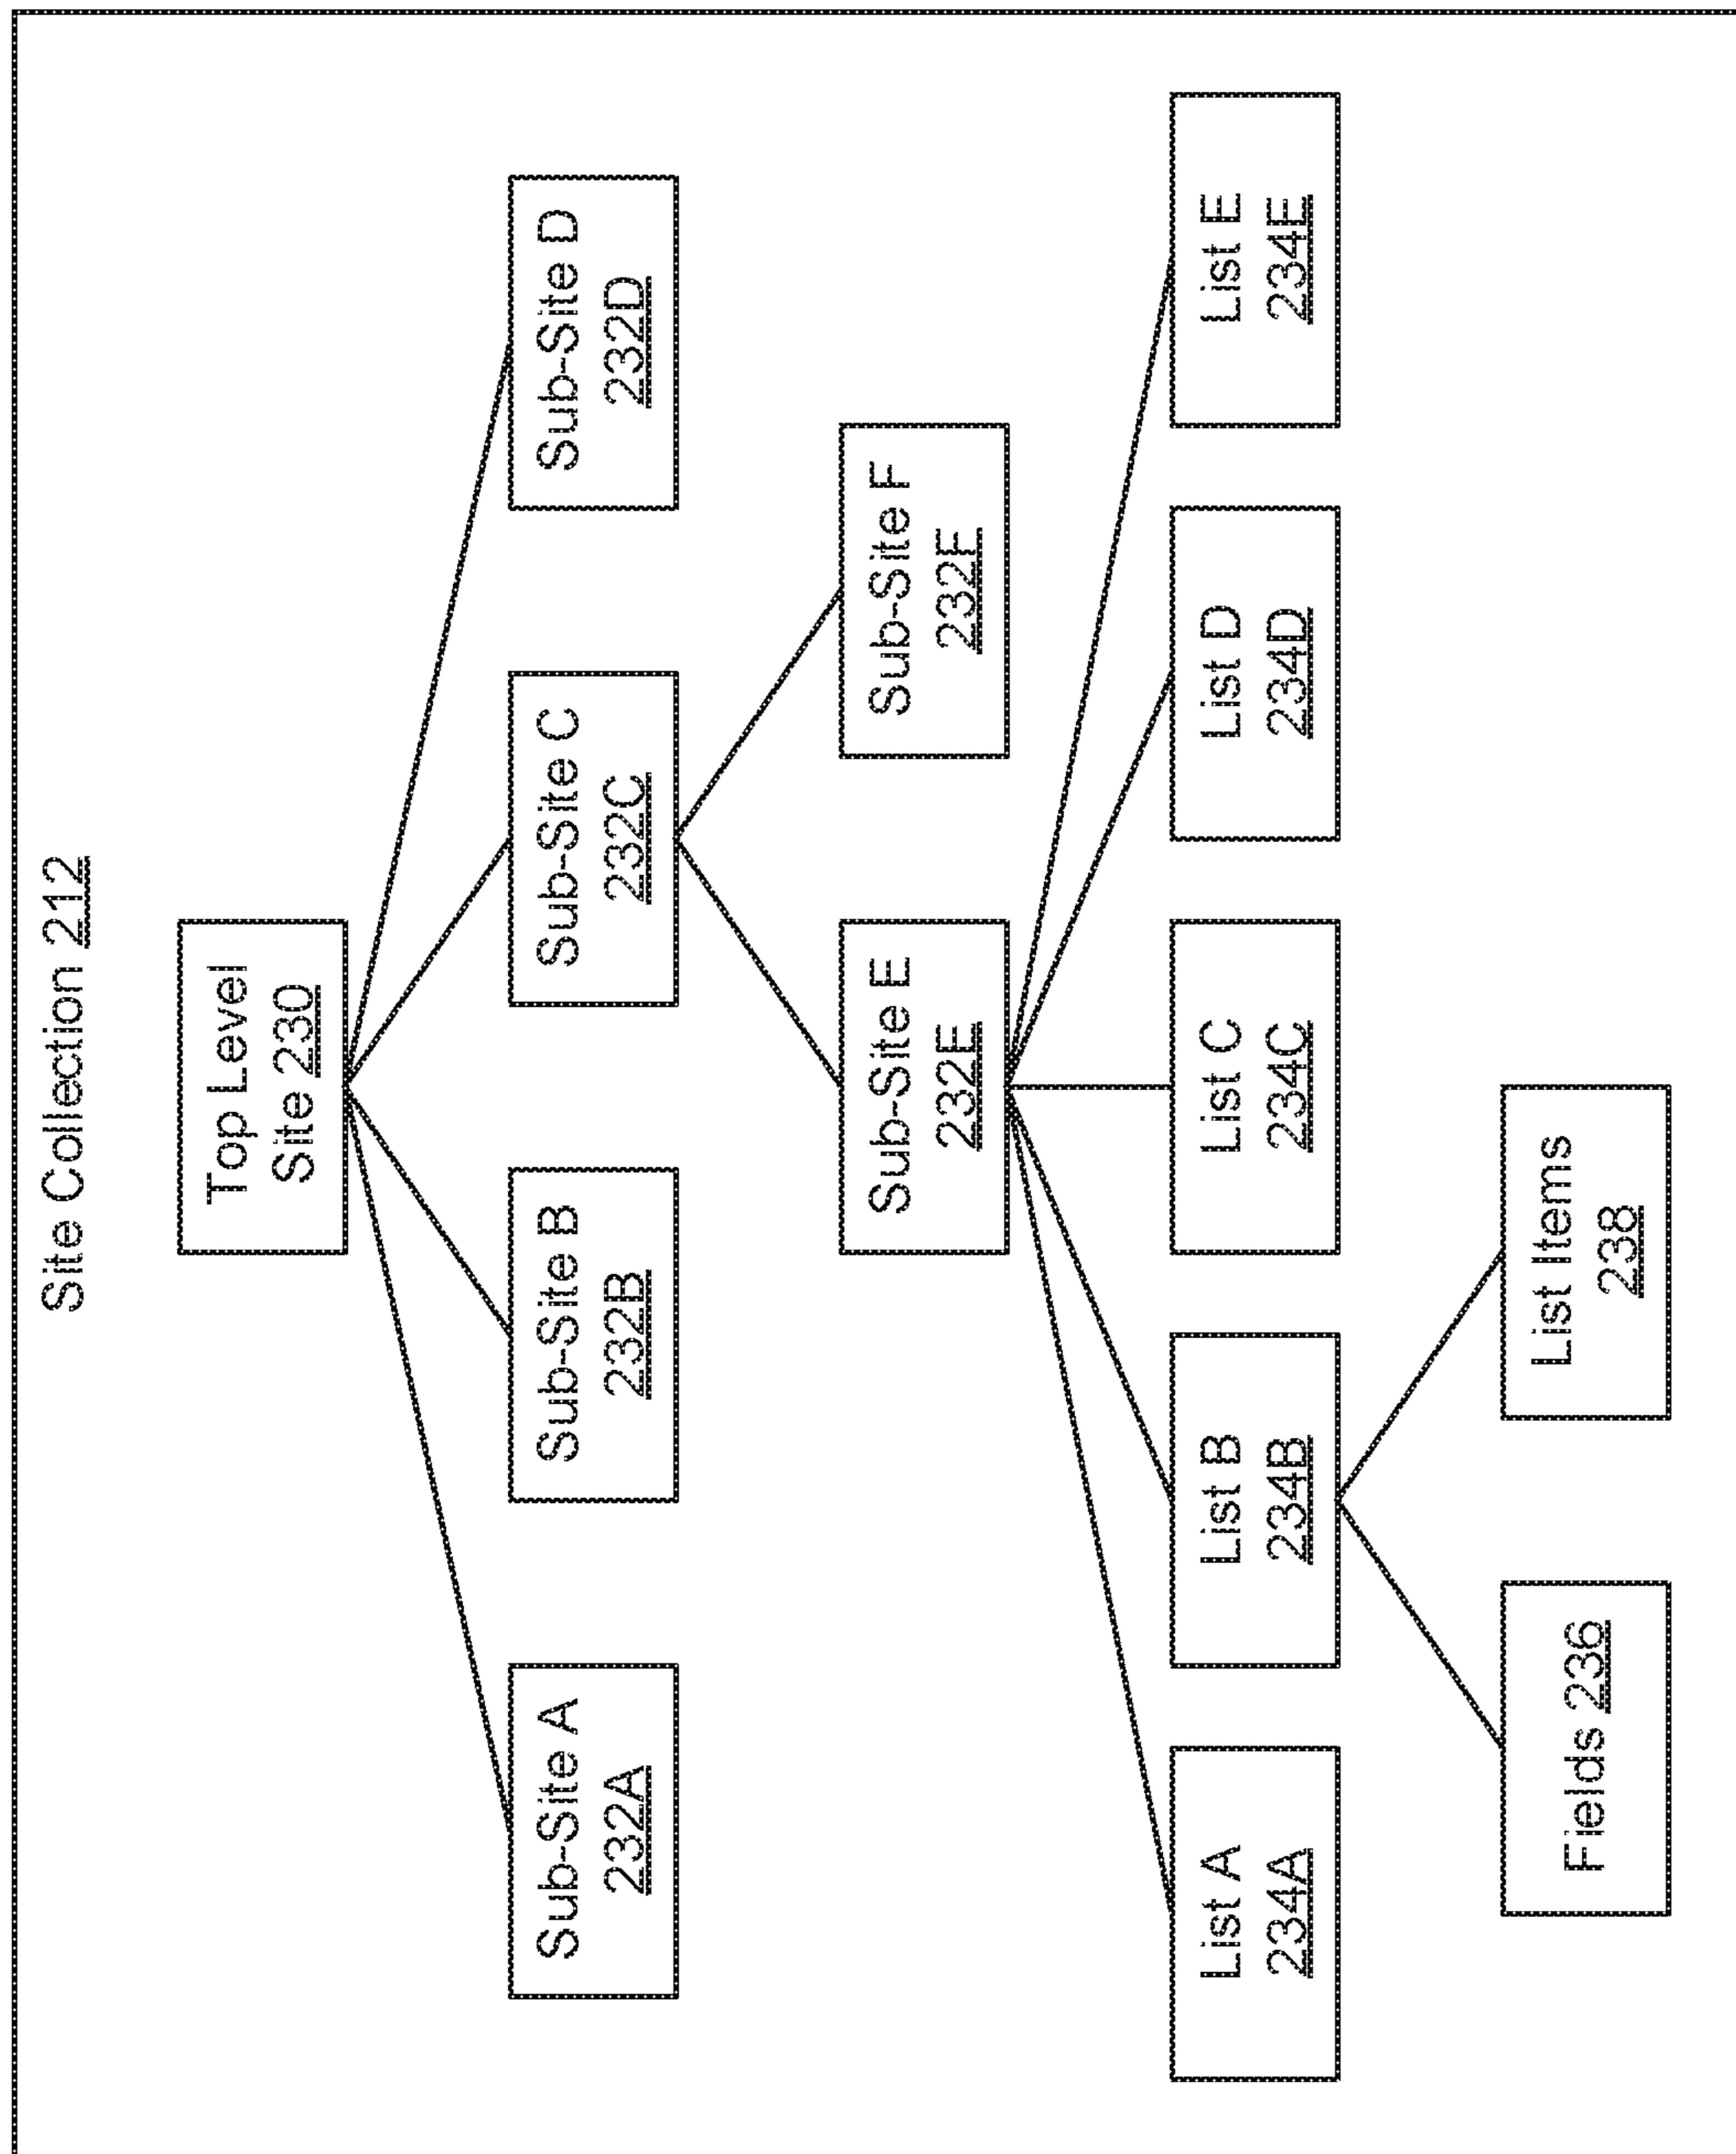 Site Collection 212
Top Level
Site 230
Sub-Site A
232A
Sub-Site B
232B
Sub-Site C
232C
Sub-Site D
232D
Sub-Site E
232E
Sub-Site F
232F
List A
234A
List B
234B
List C
234C
List D
234D
List E
234E
Fields 236
List Items
238